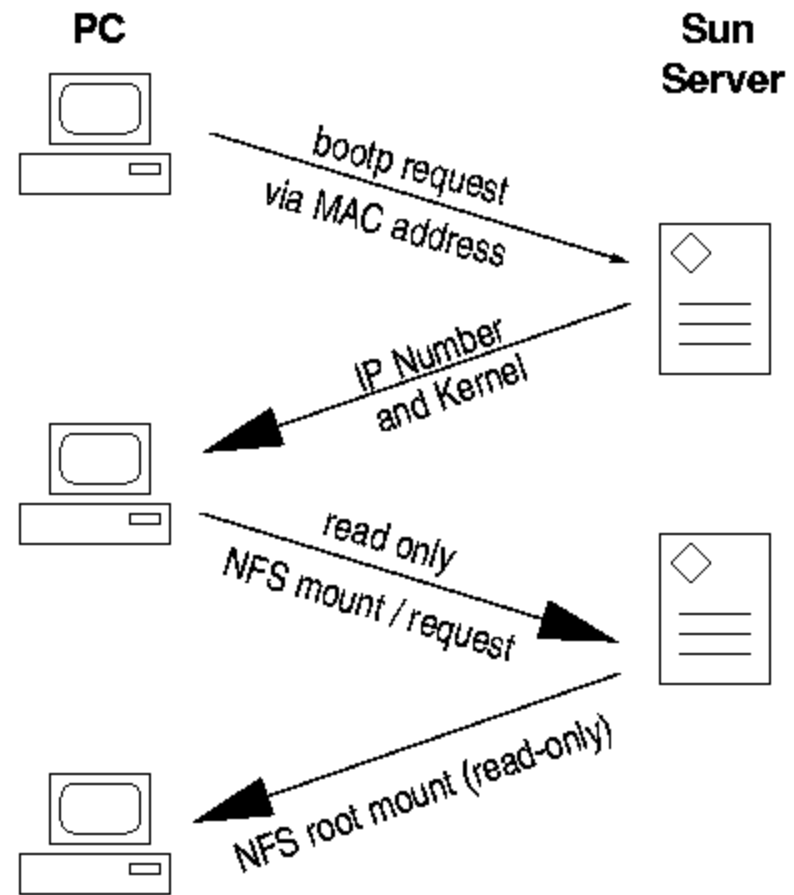 PC
Sun
Server
bootp request
via MAC address
IP Number
and Kernel
read only
NFS mount / request
NFS root mount (read-only)